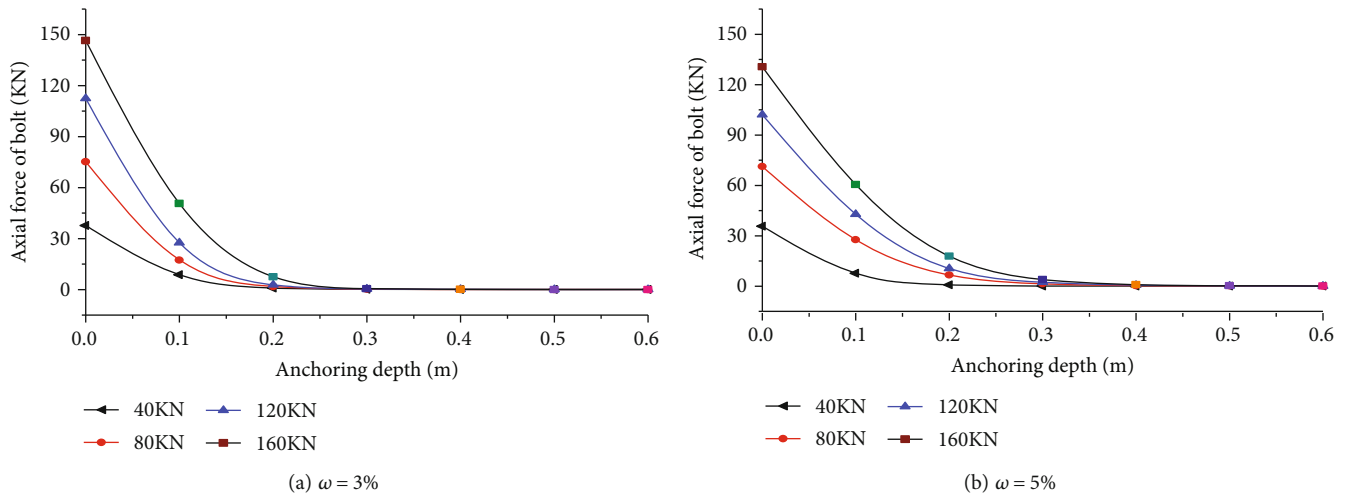 150
120
90
60
30
0
Axial force of bolt (KN)
0.0 0.1 0.2 0.3 0.4 0.5 0.6
Anchoring depth (m)
40KN 120KN
80KN 160KN
(a) ω = 3%
150
120
90
60
30
0
Axial force of bolt (KN)
0.0 0.1 0.2 0.3 0.4 0.5 0.6
Anchoring depth (m)
40KN 120KN
80KN 160KN
(b) ω = 5%